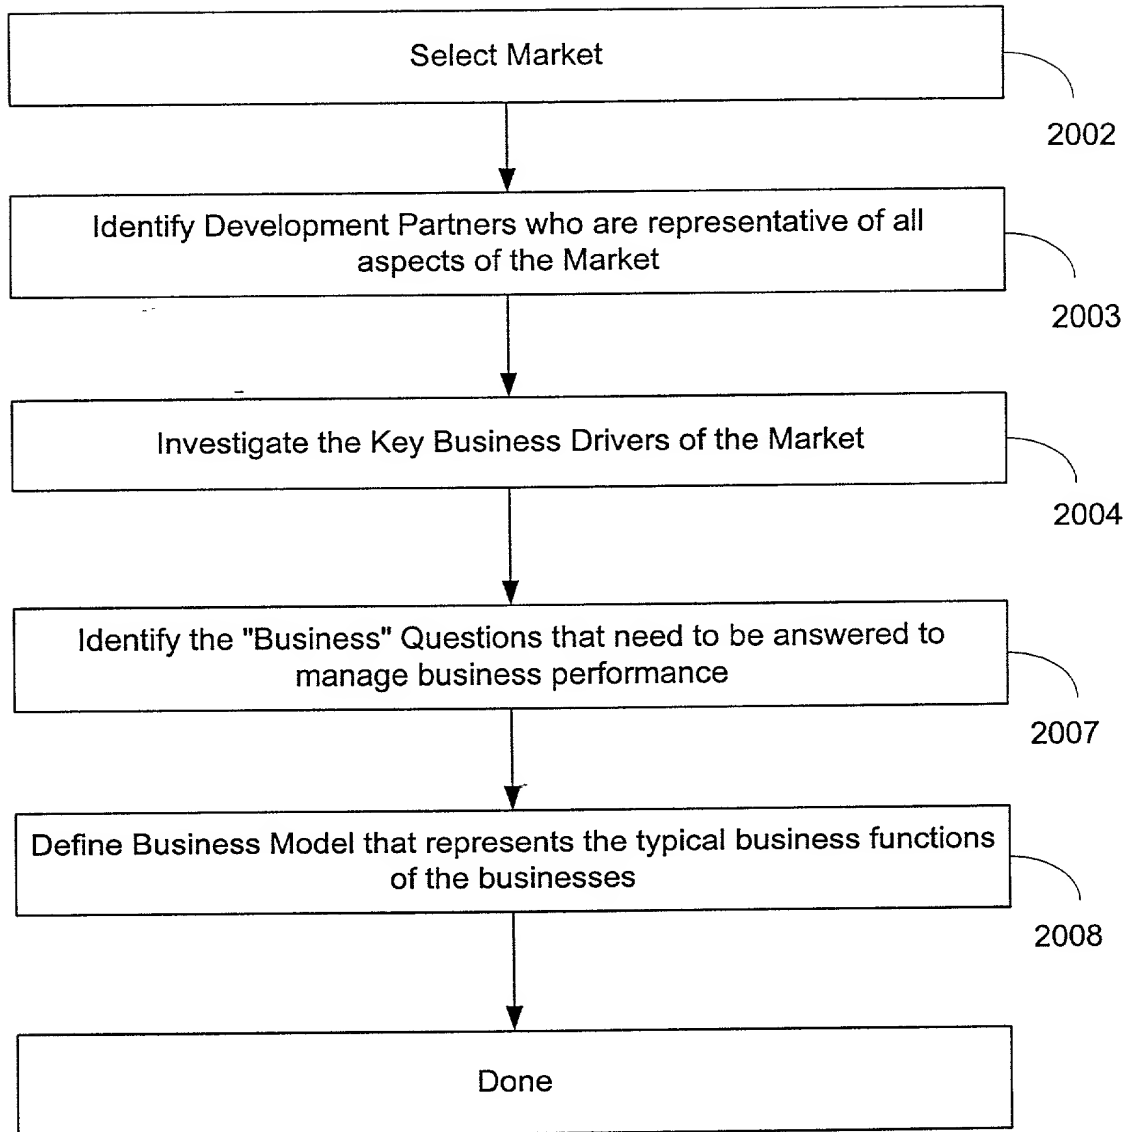 Select Market
2002
Identify Development Partners who are representative of all
aspects of the Market
2003
Investigate the Key Business Drivers of the Market
2004
Identify the "Business" Questions that need to be answered to
manage business performance
2007
Define Business Model that represents the typical business functions
of the businesses
2008
Done